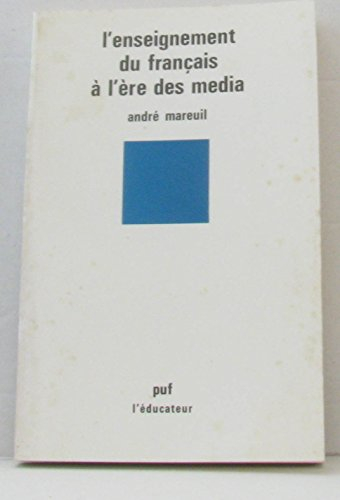 l'enseignement
du français
à l'ère des media
andré mareuil
puf
l'éducateur